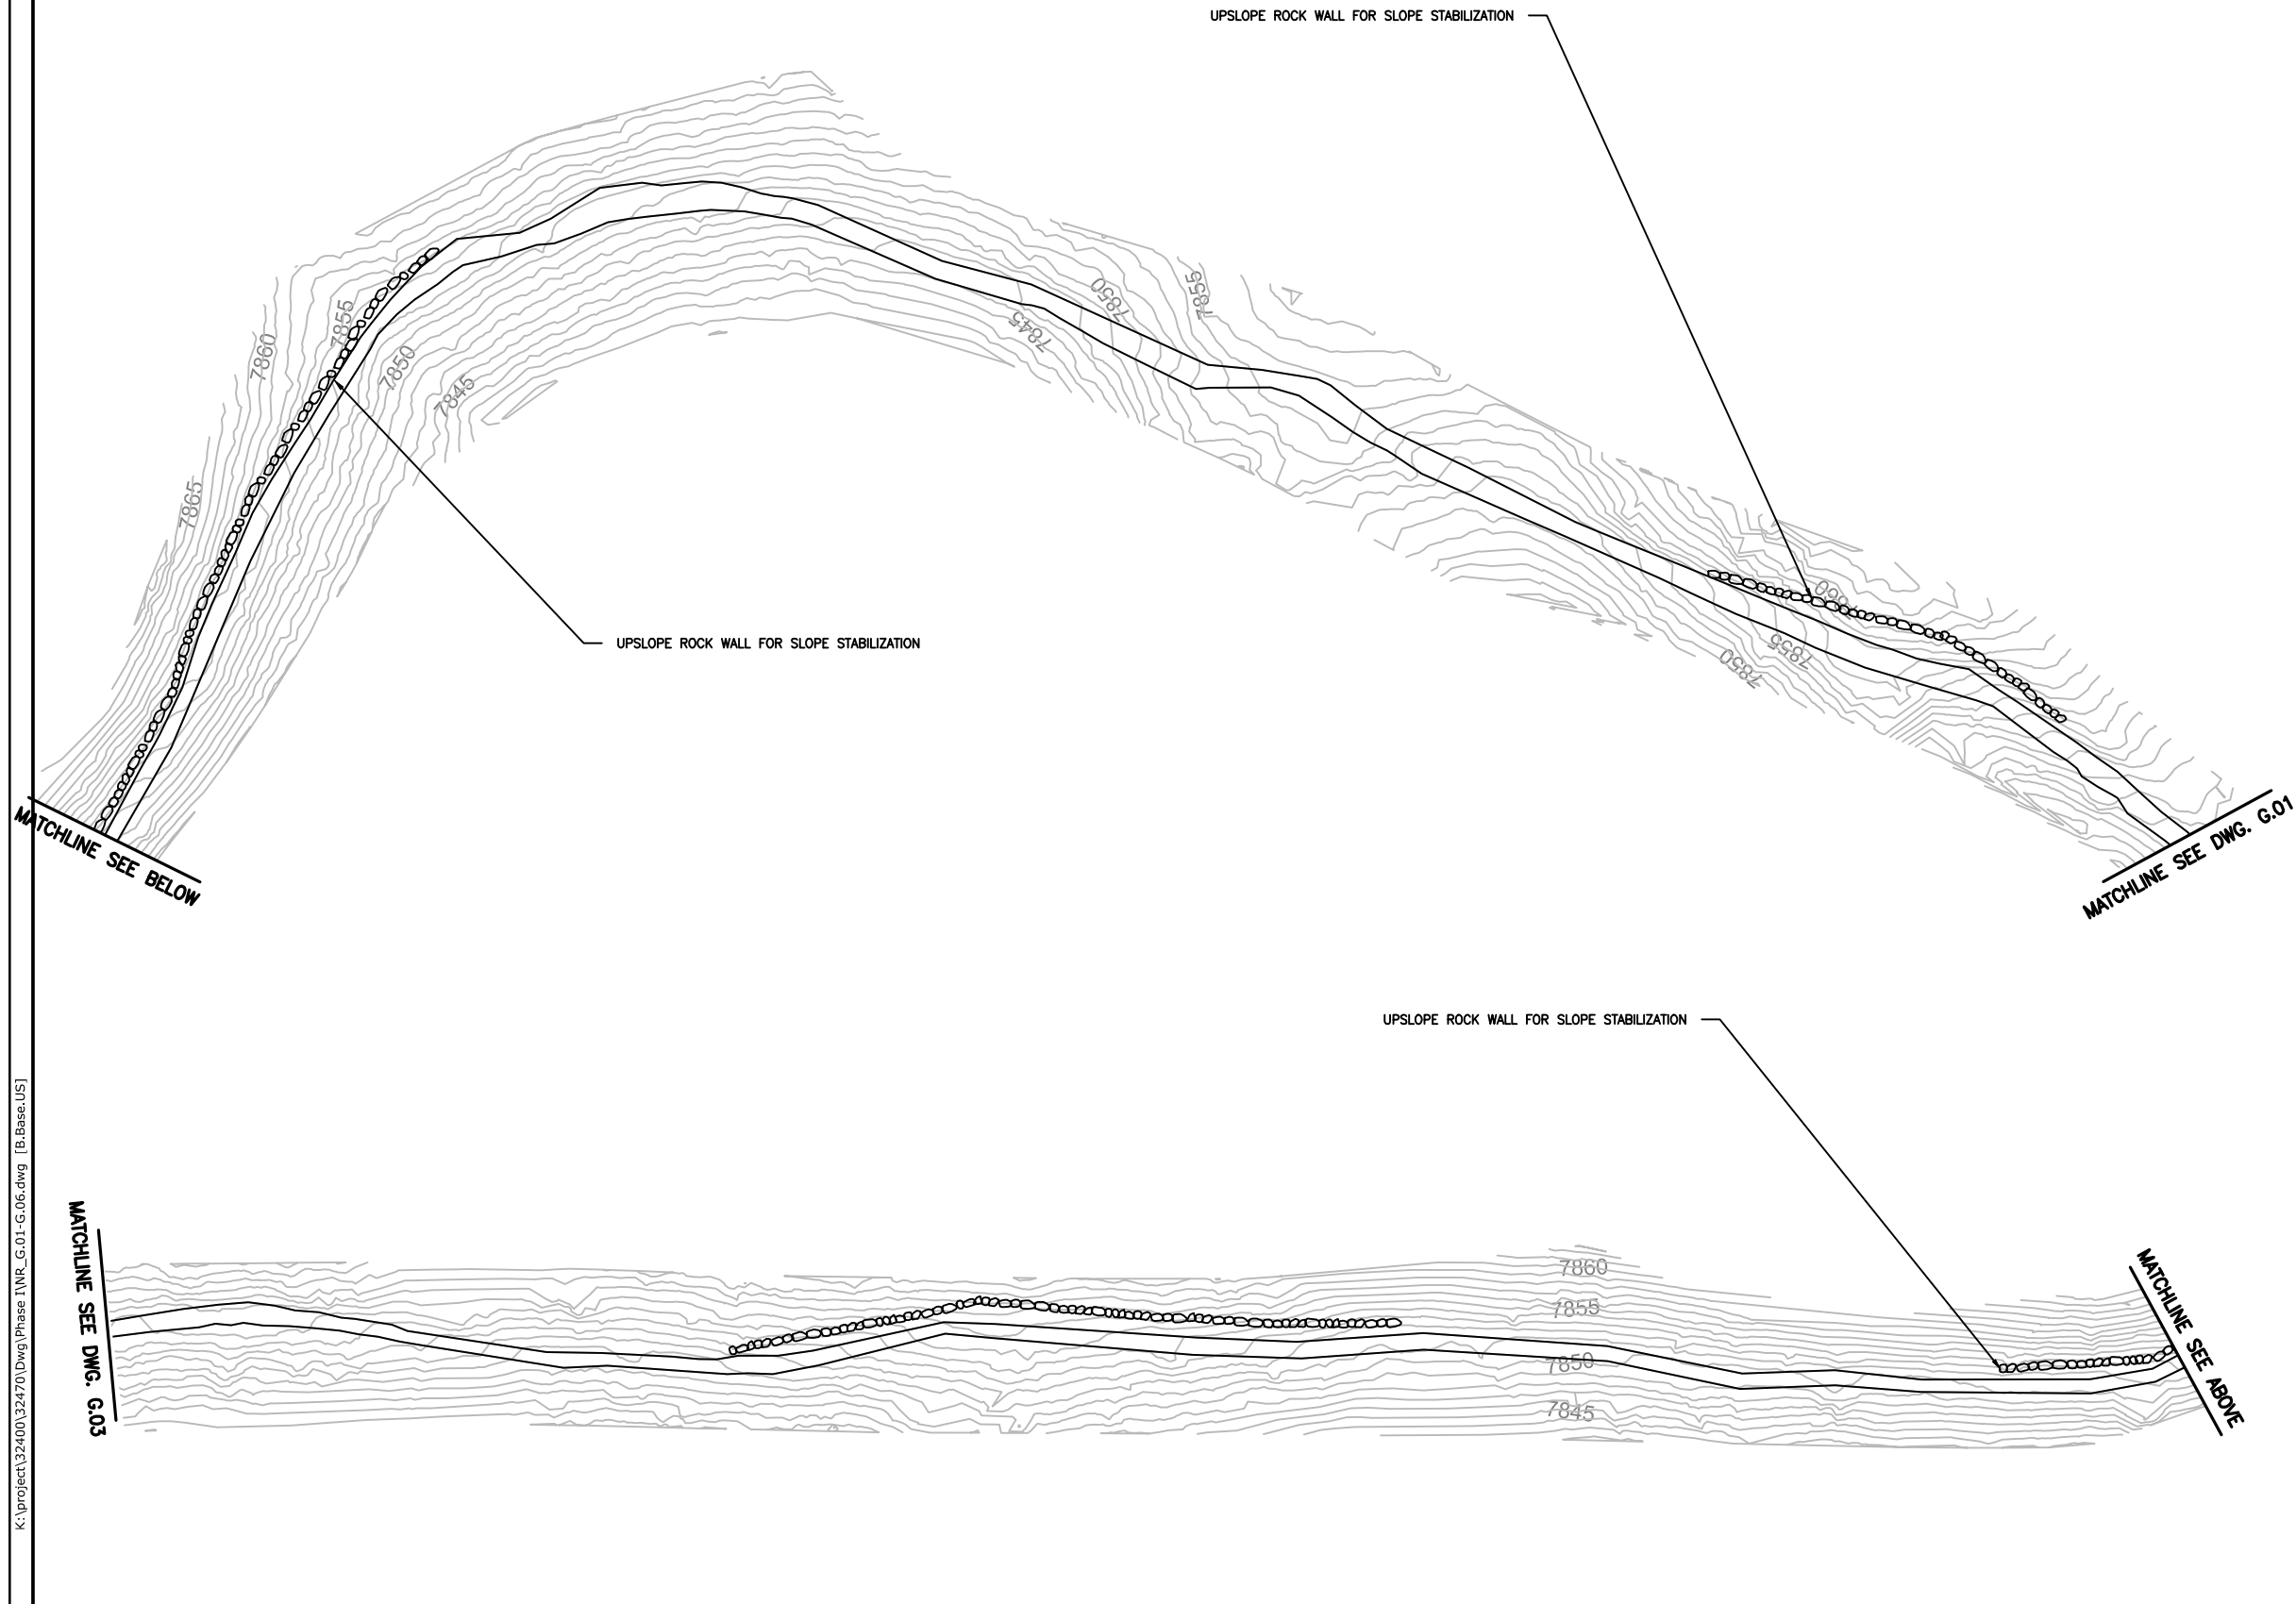 UPSLOPE ROCK WALL FOR SLOPE STABILIZATION
7855
7860
7850
7845
7865
7850
7855
7845
7860
7855
7850
UPSLOPE ROCK WALL FOR SLOPE STABILIZATION
MATCHLINE SEE BELOW
MATCHLINE SEE DWG. G.01
UPSLOPE ROCK WALL FOR SLOPE STABILIZATION
MATCHLINE SEE DWG. G.03
7860
7855
7850
7845
MATCHLINE SEE ABOVE
K:\project\32400\32470\Dwg\Phase I\NR_G.01-G.06.dwg [B.Base.US]